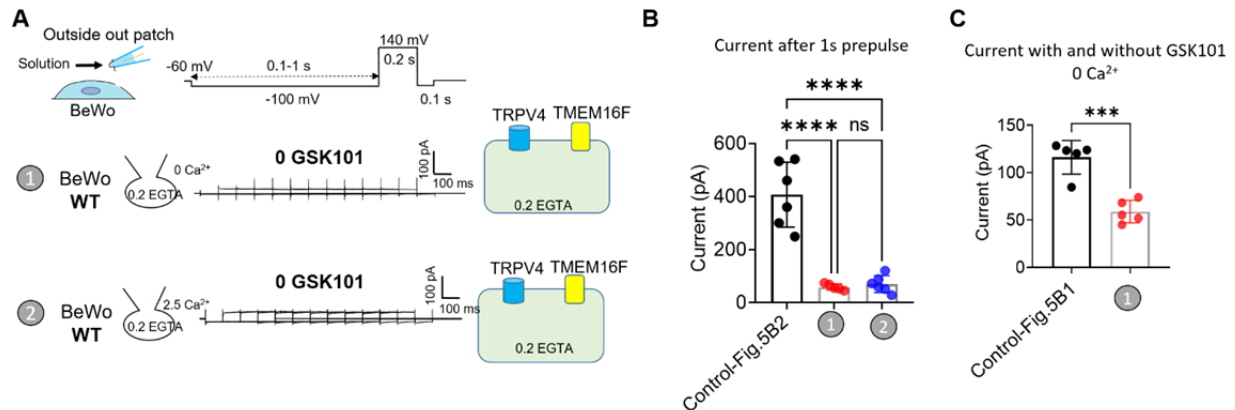 A
Outside out patch
Solution
BeWo
-60 mV
0.1-1 s
-100 mV
140 mV
0.2 s
0.1 s
1
BeWo
WT
0 Ca²⁺
0.2 EGTA
0 GSK101
100 pA
100 ms
TRPV4
TMEM16F
0.2 EGTA
2
BeWo
WT
2.5 Ca²⁺
0.2 EGTA
0 GSK101
100 pA
100 ms
TRPV4
TMEM16F
0.2 EGTA
B
Current after 1s prepulse
****
**** ns
Current (pA)
600
400
200
0
Control-Fig.5B2
1
2
C
Current with and without GSK101
0 Ca²⁺
***
Current (pA)
150
100
50
0
Control-Fig.5B1
1